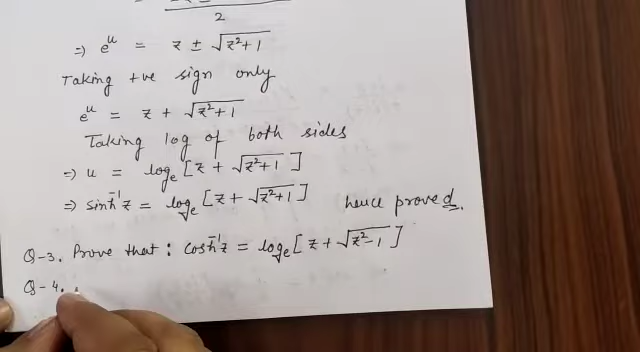 2
⇒ e^u = z ± √(z²+1)
Taking +ve sign only
e^u = z + √(z²+1)
Taking log of both sides
⇒ u = log_e [z + √(z²+1)]
⇒ sinh⁻¹z = log_e [z + √(z²+1)] hence proved.
Q-3. Prove that : cosh⁻¹z = log_e [z + √(z²-1)]
Q-4.